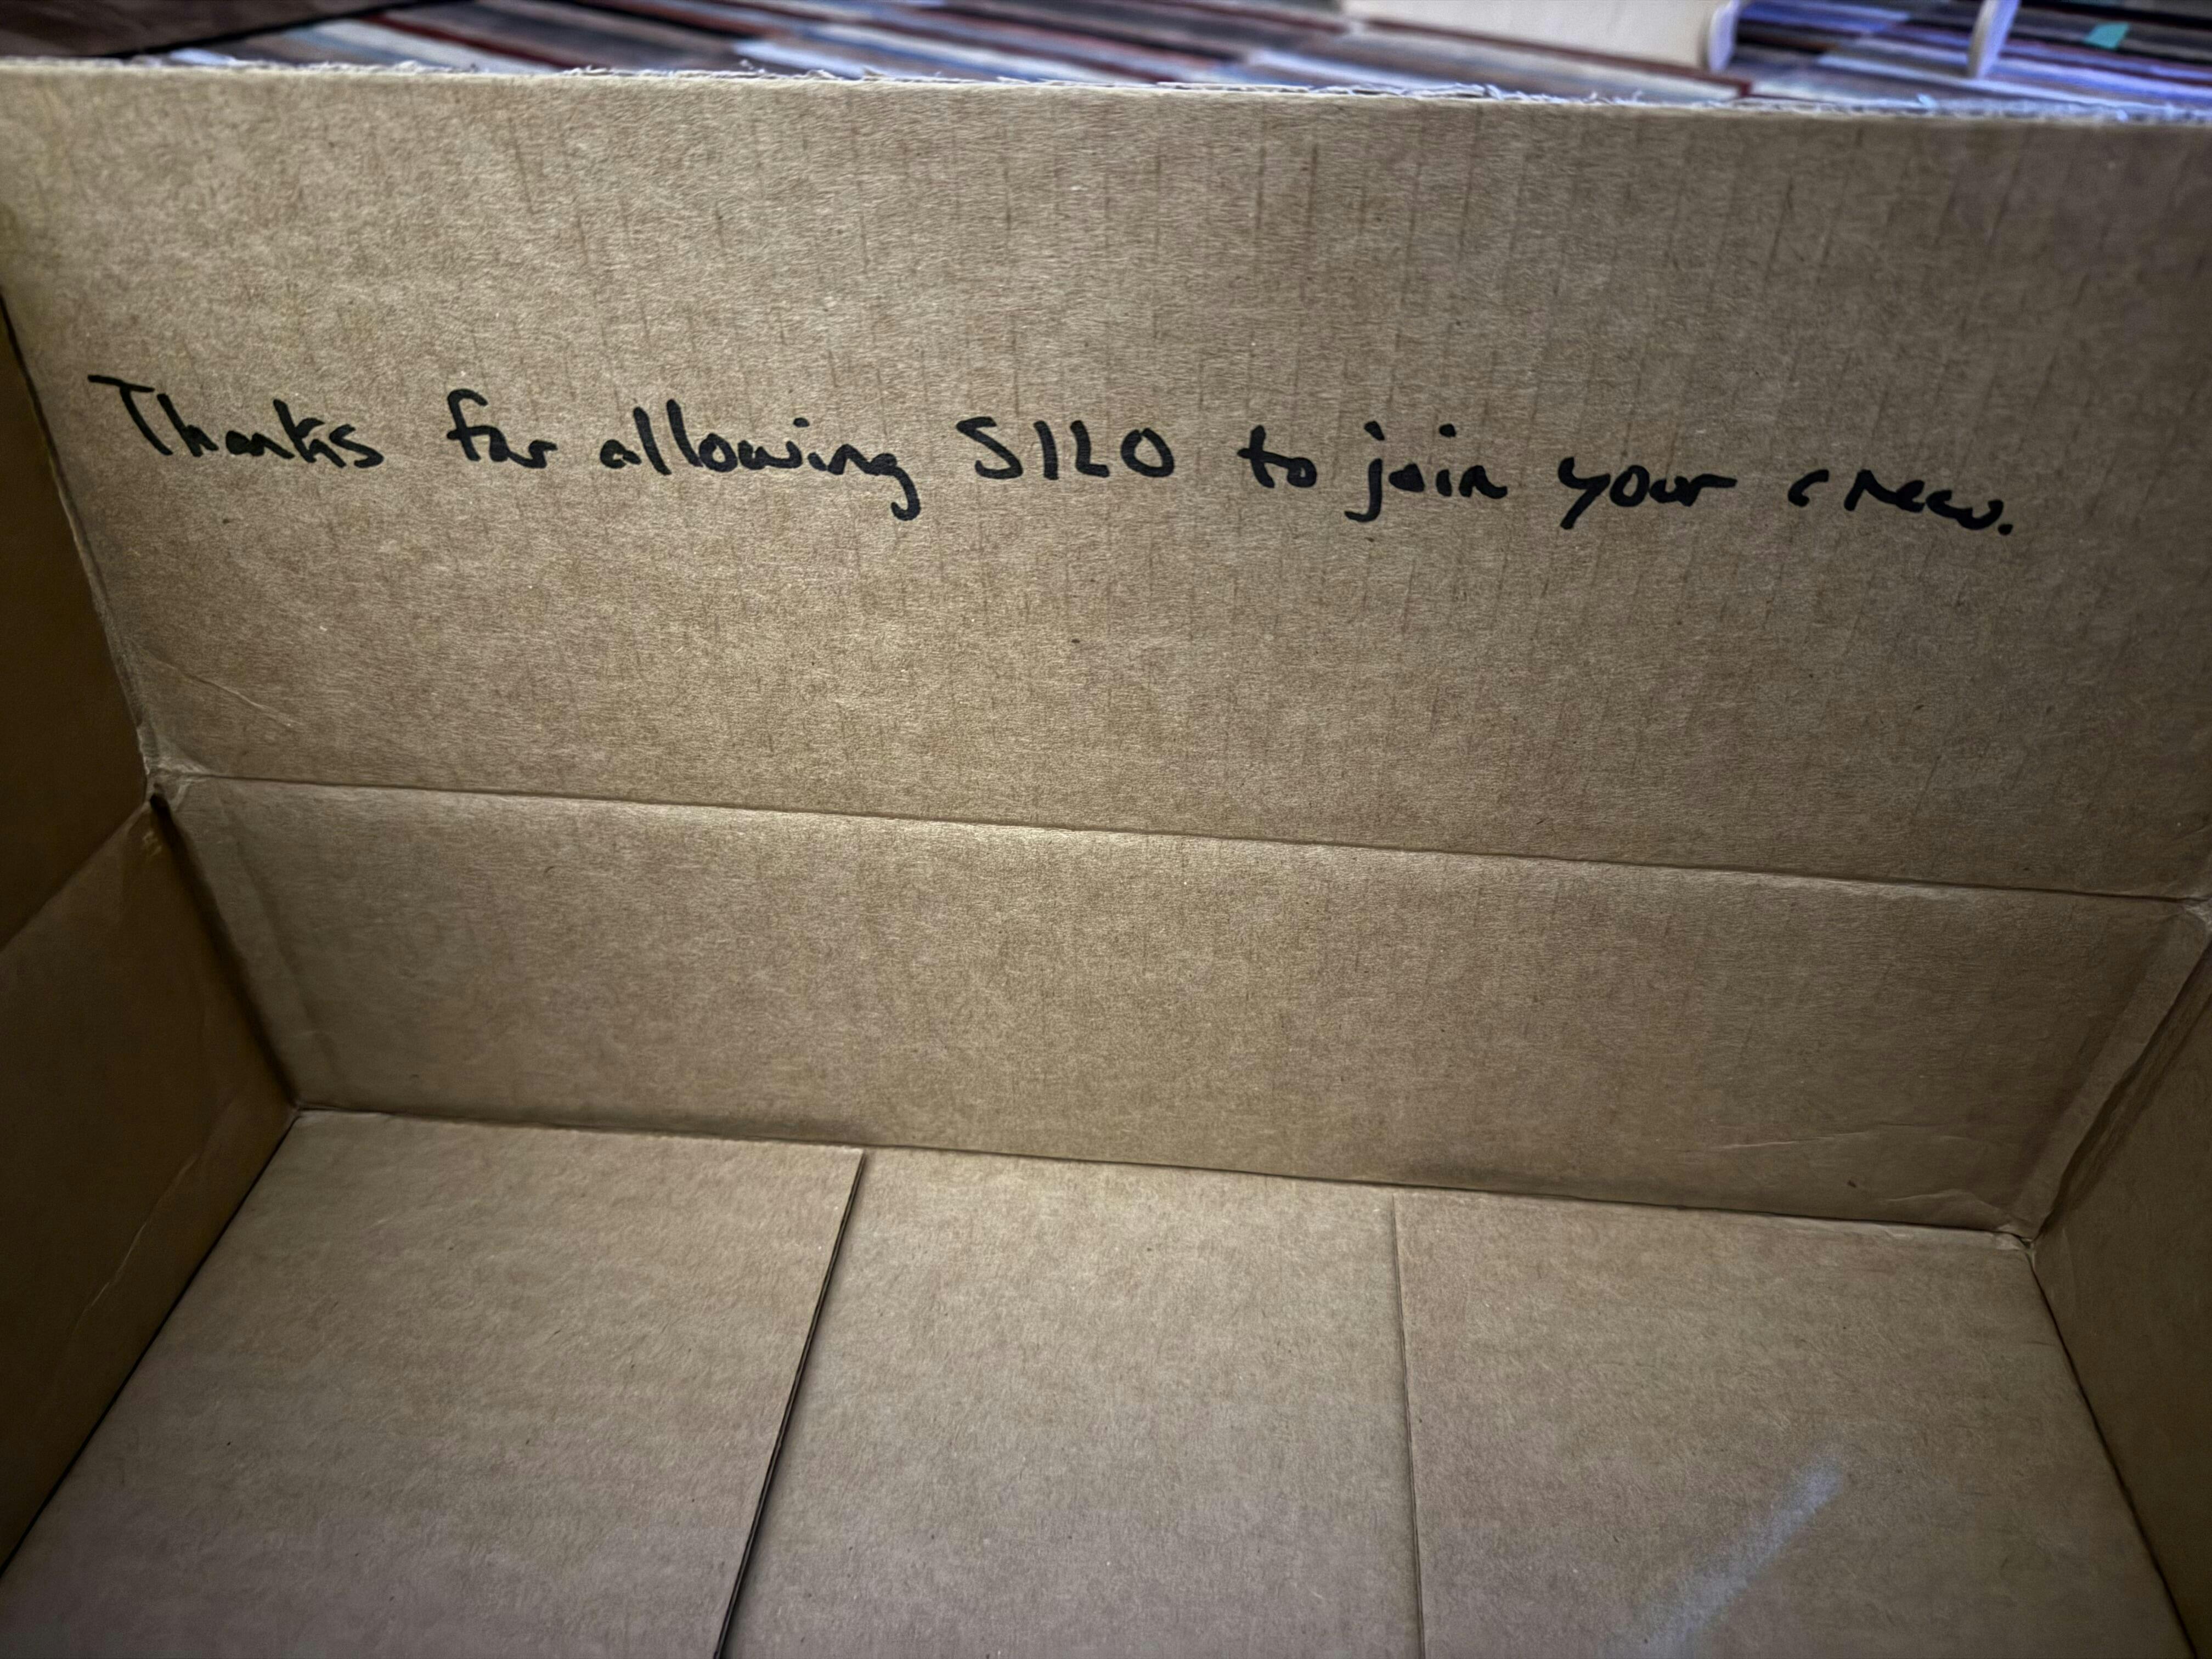 Thanks for allowing SILO to join your crew.